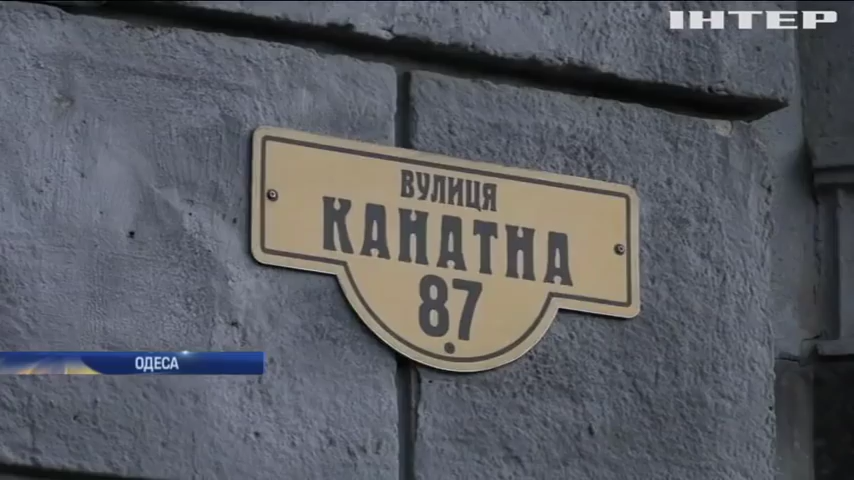 ІНТЕР
ВУЛИЦЯ
КАНАТНА
87
ОДЕСА